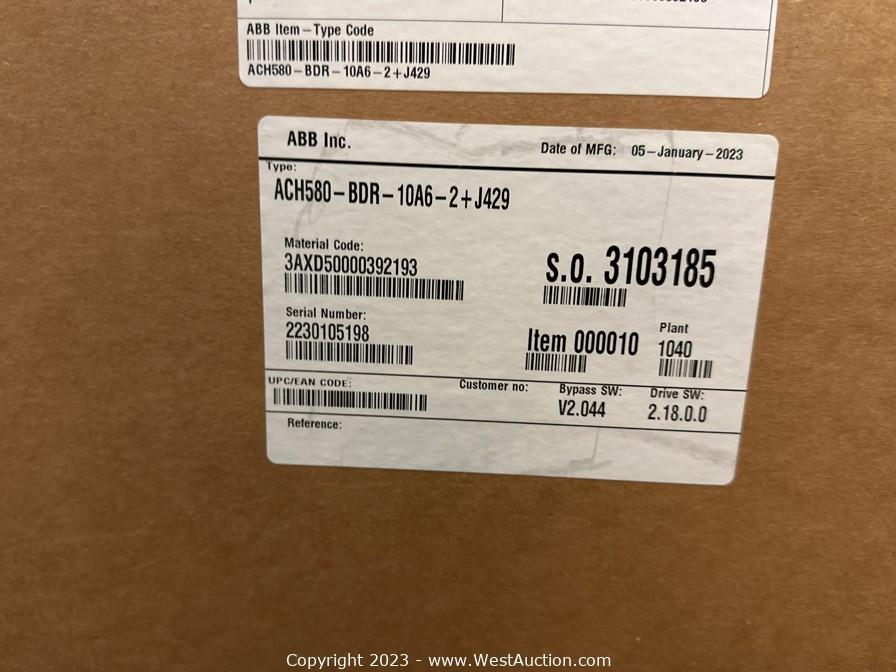 ABB Item-Type Code
ACH580-BDR-10A6-2+J429
ABB Inc.
Date of MFG: 05-January-2023
Type:
ACH580-BDR-10A6-2+J429
Material Code:
3AXD50000392193
s.o. 3103185
Serial Number:
2230105198
Item 000010
Plant
1040
UPC/EAN CODE:
Customer no:
Bypass SW:
V2.044
Drive SW:
2.18.0.0
Reference:
Copyright 2023 - www.WestAuction.com